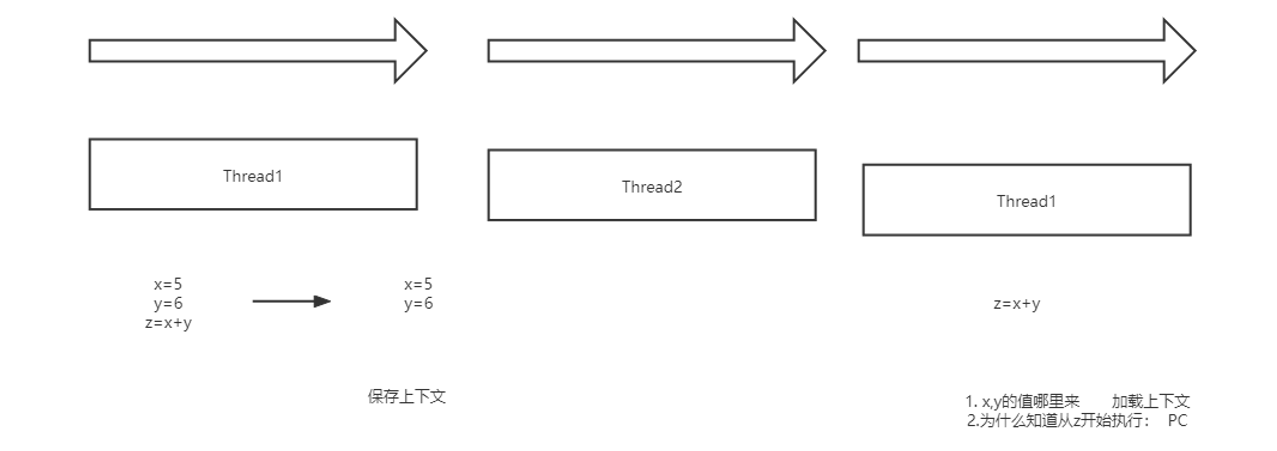 Thread1
Thread2
Thread1
x=5
y=6
z=x+y
x=5
y=6
z=x+y
保存上下文
1. x,y的值哪里来 加载上下文
2.为什么知道从z开始执行： PC